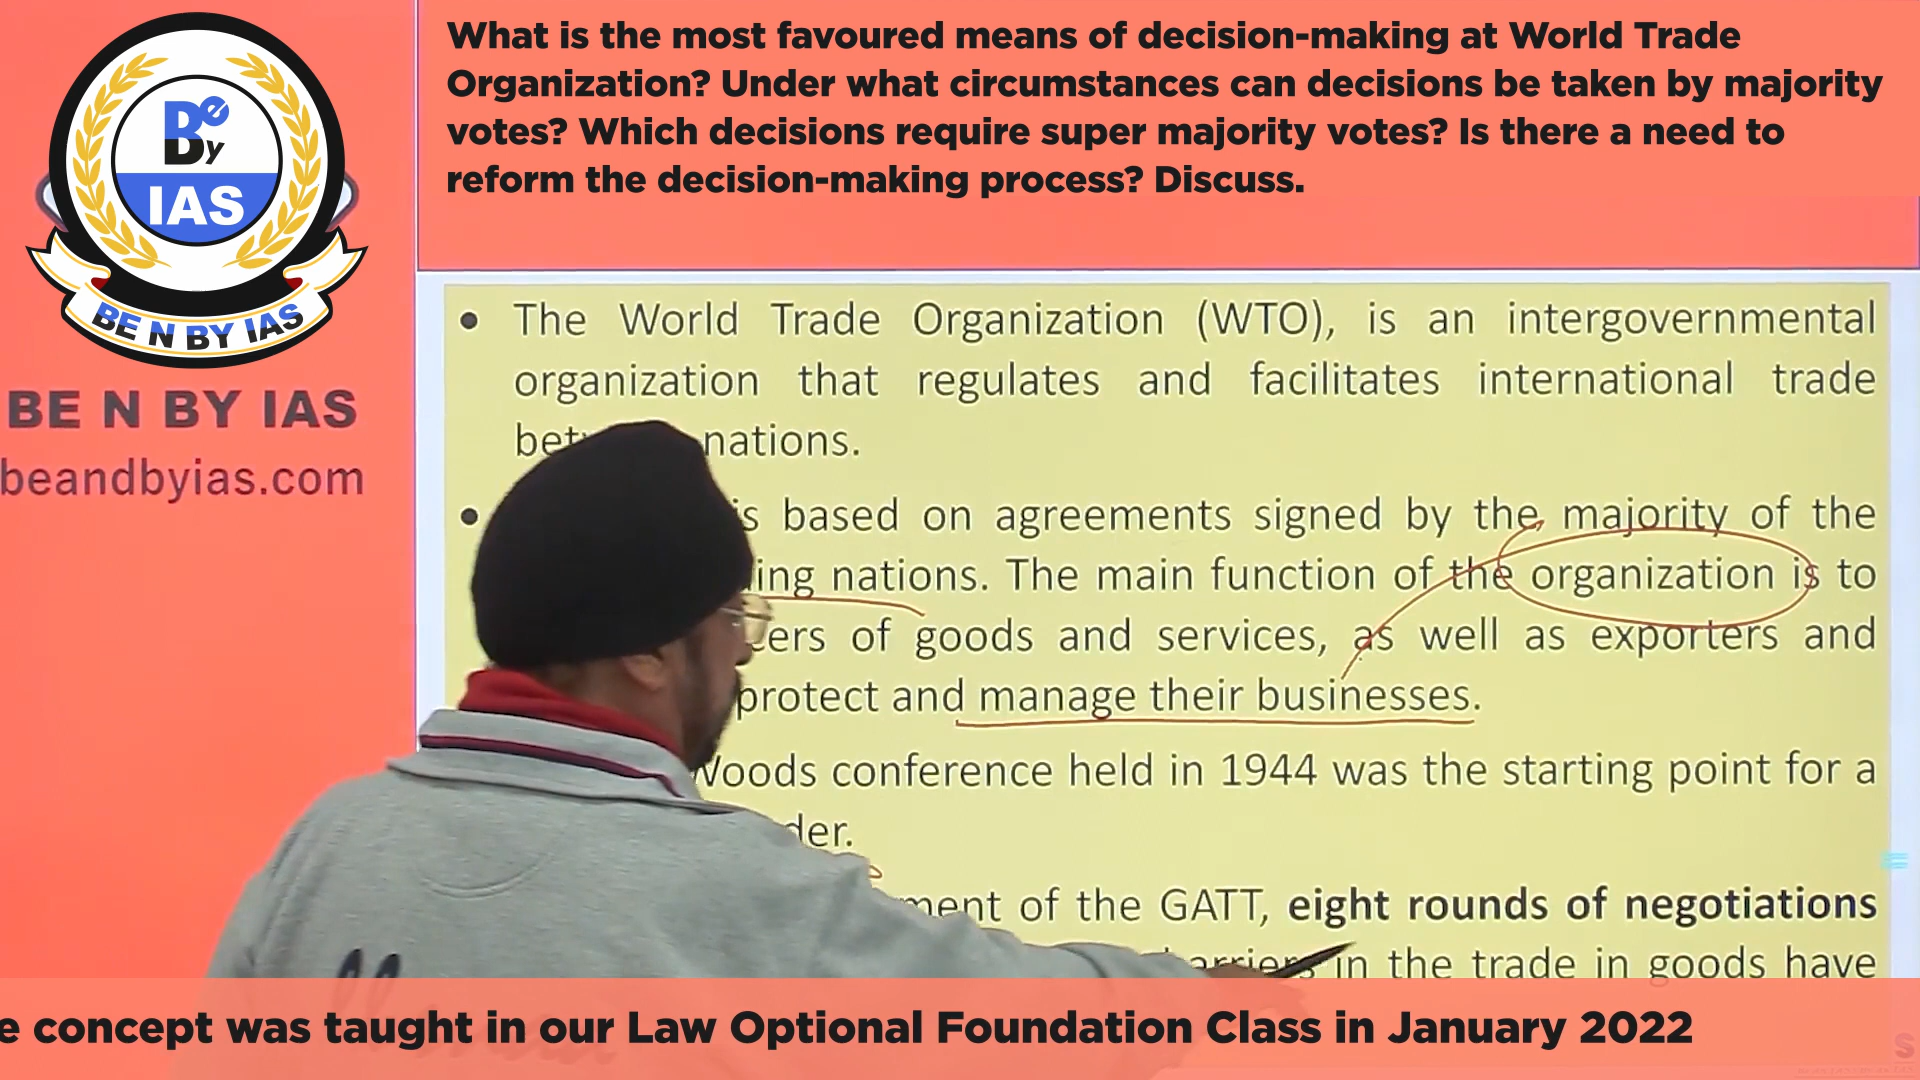 Be
By
IAS
BE N BY IAS
BE N BY IAS
beandbyias.com
What is the most favoured means of decision-making at World Trade
Organization? Under what circumstances can decisions be taken by majority
votes? Which decisions require super majority votes? Is there a need to
reform the decision-making process? Discuss.
• The World Trade Organization (WTO), is an intergovernmental
organization that regulates and facilitates international trade
nations.
• based on agreements signed by the majority of the
nations. The main function of the organization is to
of goods and services, as well as exporters and
protect and manage their businesses.
Woods conference held in 1944 was the starting point for a
of the GATT, eight rounds of negotiations
in the trade in goods have
concept was taught in our Law Optional Foundation Class in January 2022